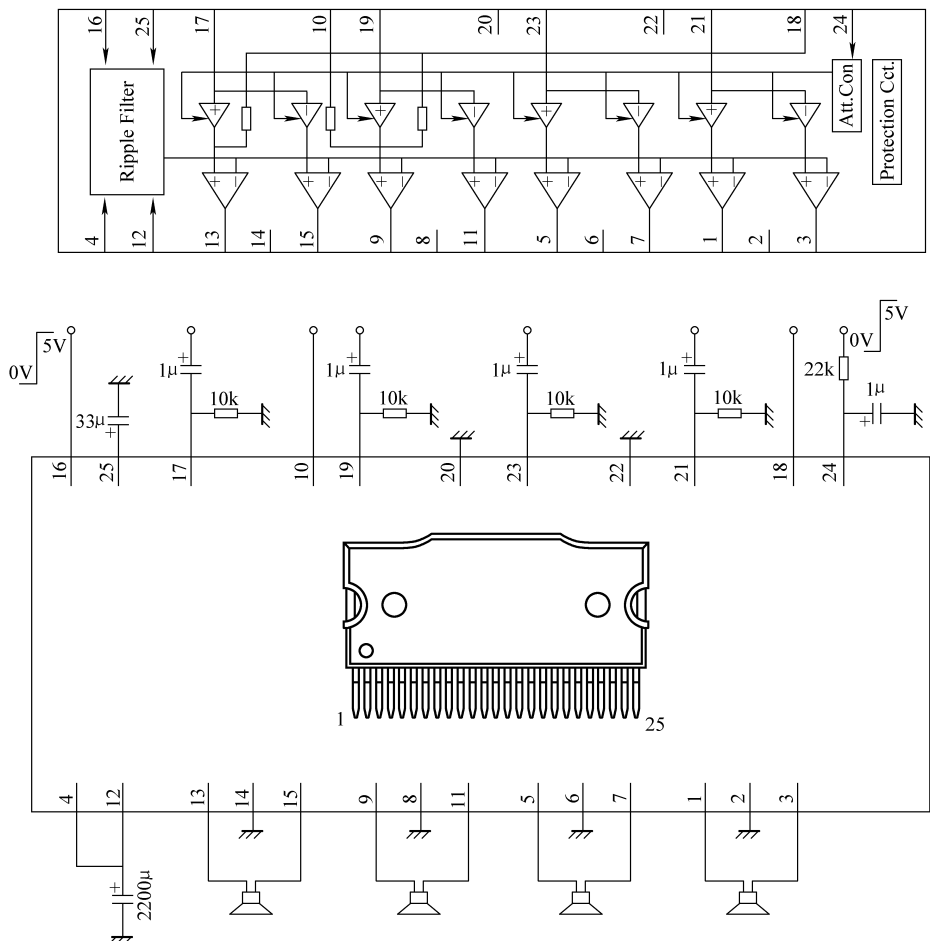 16 25 17 10 19 20 23 22 21 18 24
Ripple Filter
+ − + − + − + −
Att.Con
Protection Cct.
+ − + − + − + − + − + − + − + −
4 12 13 14 15 9 8 11 5 6 7 1 2 3
0V 5V
33μ +
+ 1μ 10k
+ 1μ 10k
+ 1μ 10k
+ 1μ 10k
0V 5V
22k
1μ +
16 25 17 10 19 20 23 22 21 18 24
1 25
4 12 13 14 15 9 8 11 5 6 7 1 2 3
+ 2200μ